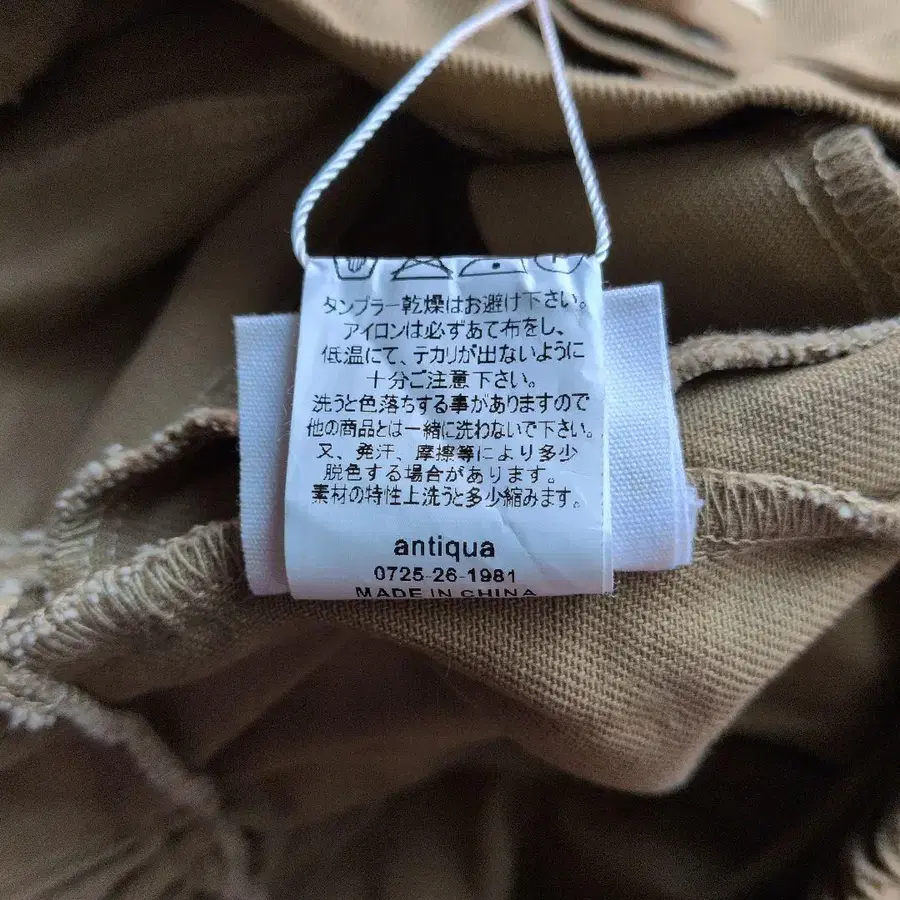 タンブラー乾燥はお避け下さい。
アイロンは必ずあて布をし、
低温にて、テカリが出ないように
十分ご注意下さい。
洗うと色落ちする事がありますので
他の商品とは一緒に洗わないで下さい。
又、発汗、摩擦等により多少
脱色する場合があります。
素材の特性上洗うと多少縮みます。
antiqua
0725-26-1981
MADE IN CHINA